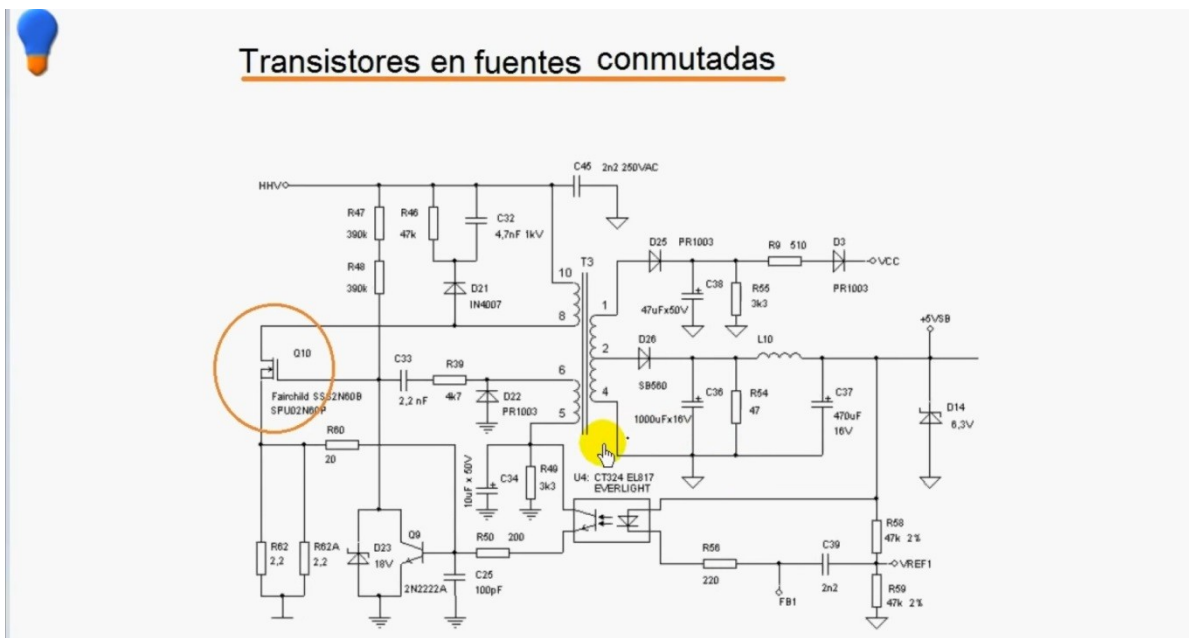 Transistores en fuentes conmutadas
C45 2n2 250VAC
HHV
R47
390k
R46
47k
C32
4,7nF 1kV
R48
390k
D21
1N4007
T3
10
8
1
2
4
6
5
D25 PR1003
R9 510
D3
PR1003
VCC
C38
47uFx50V
R55
3k3
+5VSB
L10
D26
SB560
C36
1000uFx16V
R54
47
C37
470uF
16V
D14
6,3V
Q10
Fairchild SSS2N60B
SPU02N60P
C33
2,2 nF
R39
4k7
D22
PR1003
R60
20
10uF x 50V
C34
R49
3k3
U4: CT324 EL817
EVERLIGHT
R62
2,2
R62A
2,2
D23
18V
Q9
2N2222A
R50 200
C25
100pF
R56
220
C39
2n2
FB1
R58
47k 2%
VREF1
R59
47k 2%